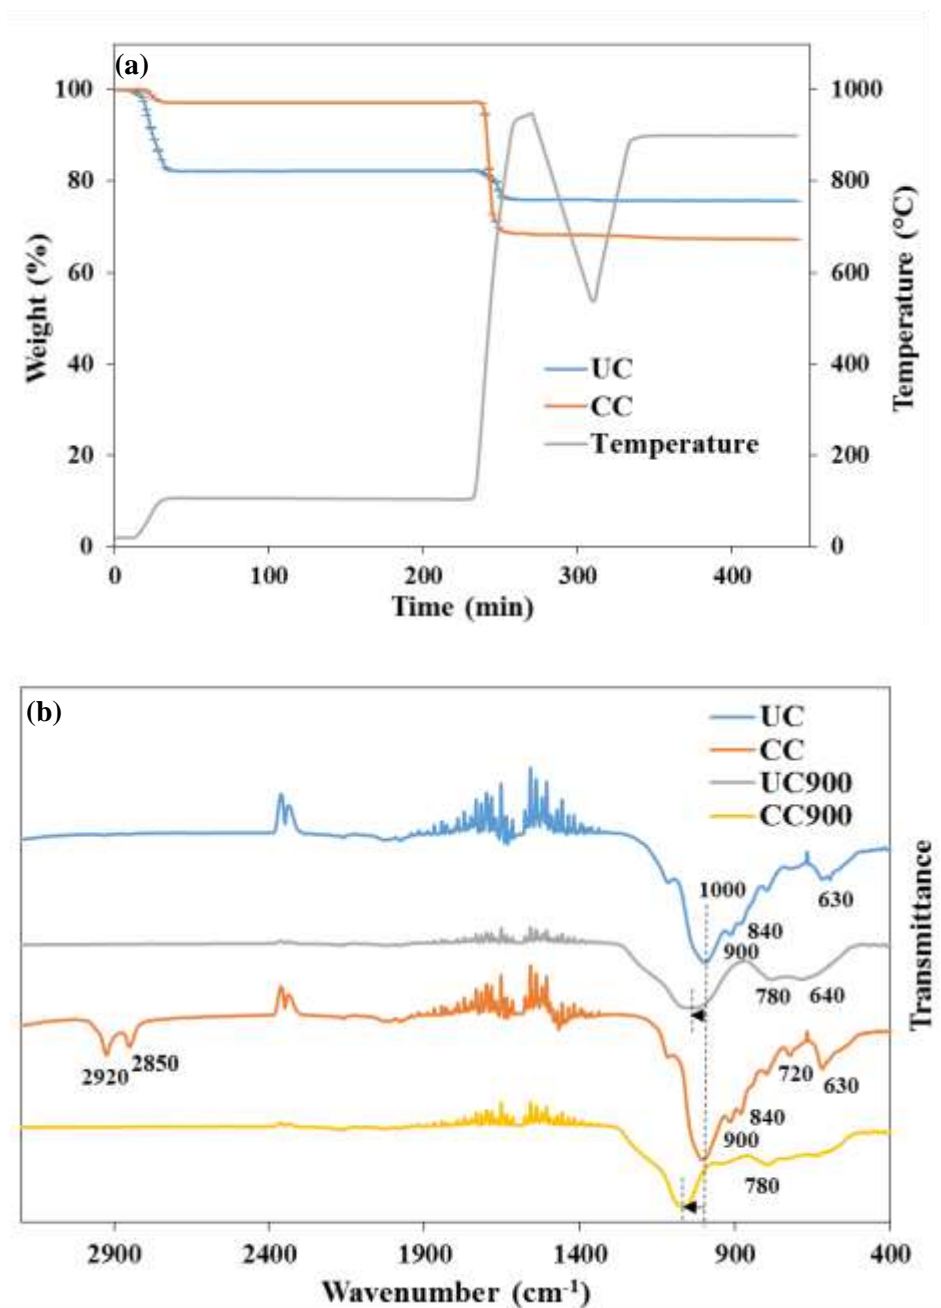 (a)
100
80
60
40
20
0
Weight (%)
1000
800
600
400
200
0
Temperature (°C)
UC
CC
Temperature
0 100 200 300 400
Time (min)
(b)
UC
CC
UC900
CC900
1000
840
900
630
780
640
2920
2850
720
630
840
900
780
Transmittance
2900 2400 1900 1400 900 400
Wavenumber (cm-1)